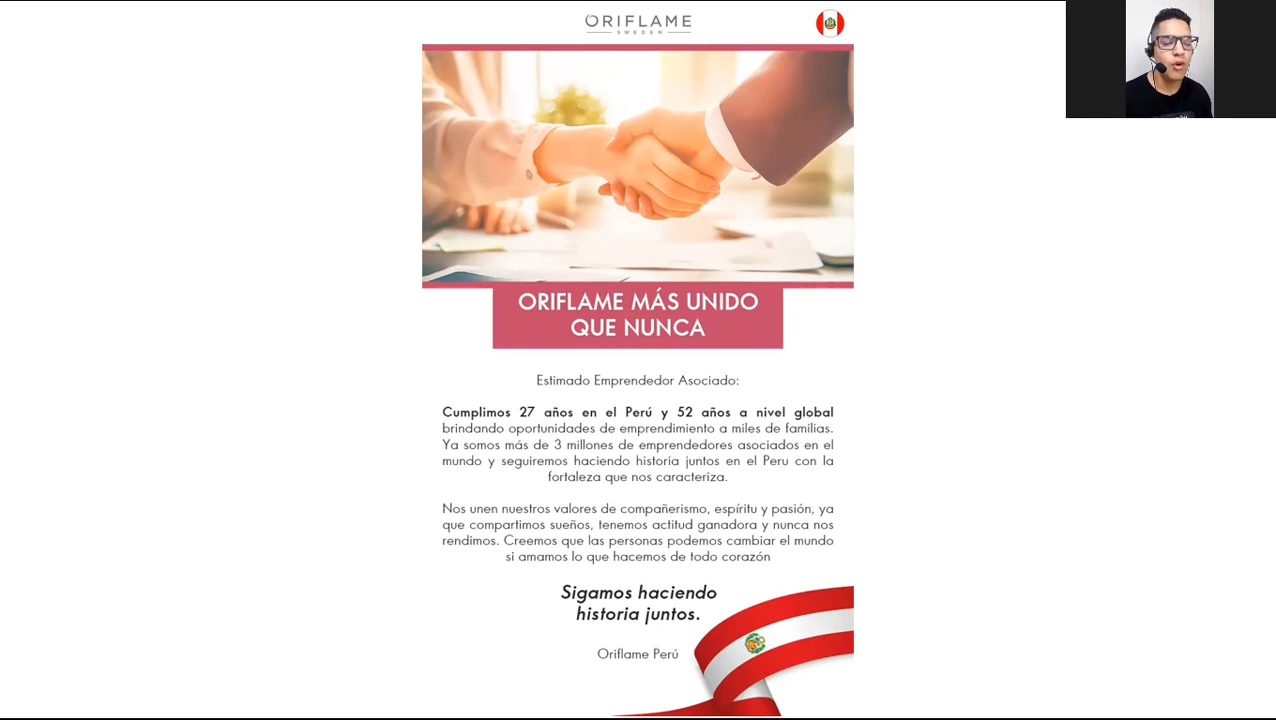 ORIFLAME
SWEDEN
ORIFLAME MÁS UNIDO
QUE NUNCA
Estimado Emprendedor Asociado:
Cumplimos 27 años en el Perú y 52 años a nivel global
brindando oportunidades de emprendimiento a miles de familias.
Ya somos más de 3 millones de emprendedores asociados en el
mundo y seguiremos haciendo historia juntos en el Peru con la
fortaleza que nos caracteriza.
Nos unen nuestros valores de compañerismo, espíritu y pasión, ya
que compartimos sueños, tenemos actitud ganadora y nunca nos
rendimos. Creemos que las personas podemos cambiar el mundo
si amamos lo que hacemos de todo corazón
Sigamos haciendo
historia juntos.
Oriflame Perú